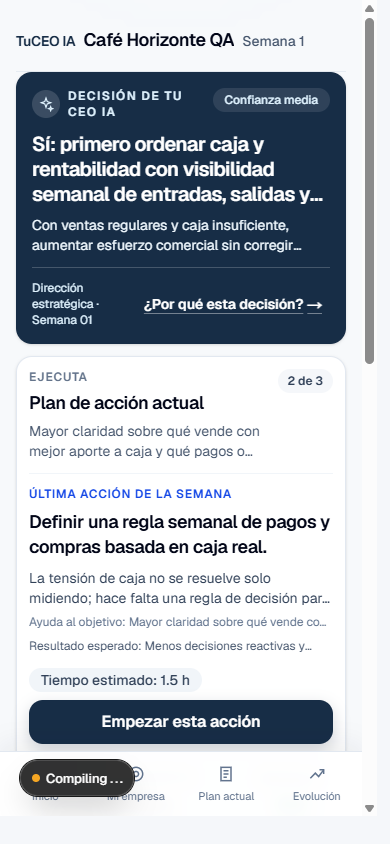 TuCEO IA Café Horizonte QA Semana 1
DECISIÓN DE TU
CEO IA
Confianza media
Sí: primero ordenar caja y
rentabilidad con visibilidad
semanal de entradas, salidas y...
Con ventas regulares y caja insuficiente,
aumentar esfuerzo comercial sin corregir...
Dirección
estratégica ·
Semana 01
¿Por qué esta decisión? →
EJECUTA
2 de 3
Plan de acción actual
Mayor claridad sobre qué vende con
mejor aporte a caja y qué pagos o...
ÚLTIMA ACCIÓN DE LA SEMANA
Definir una regla semanal de pagos y
compras basada en caja real.
La tensión de caja no se resuelve solo
midiendo; hace falta una regla de decisión par...
Ayuda al objetivo: Mayor claridad sobre qué vende co...
Resultado esperado: Menos decisiones reactivas y...
Tiempo estimado: 1.5 h
Empezar esta acción
Compiling ...
Inicio
Mi empresa
Plan actual
Evolución